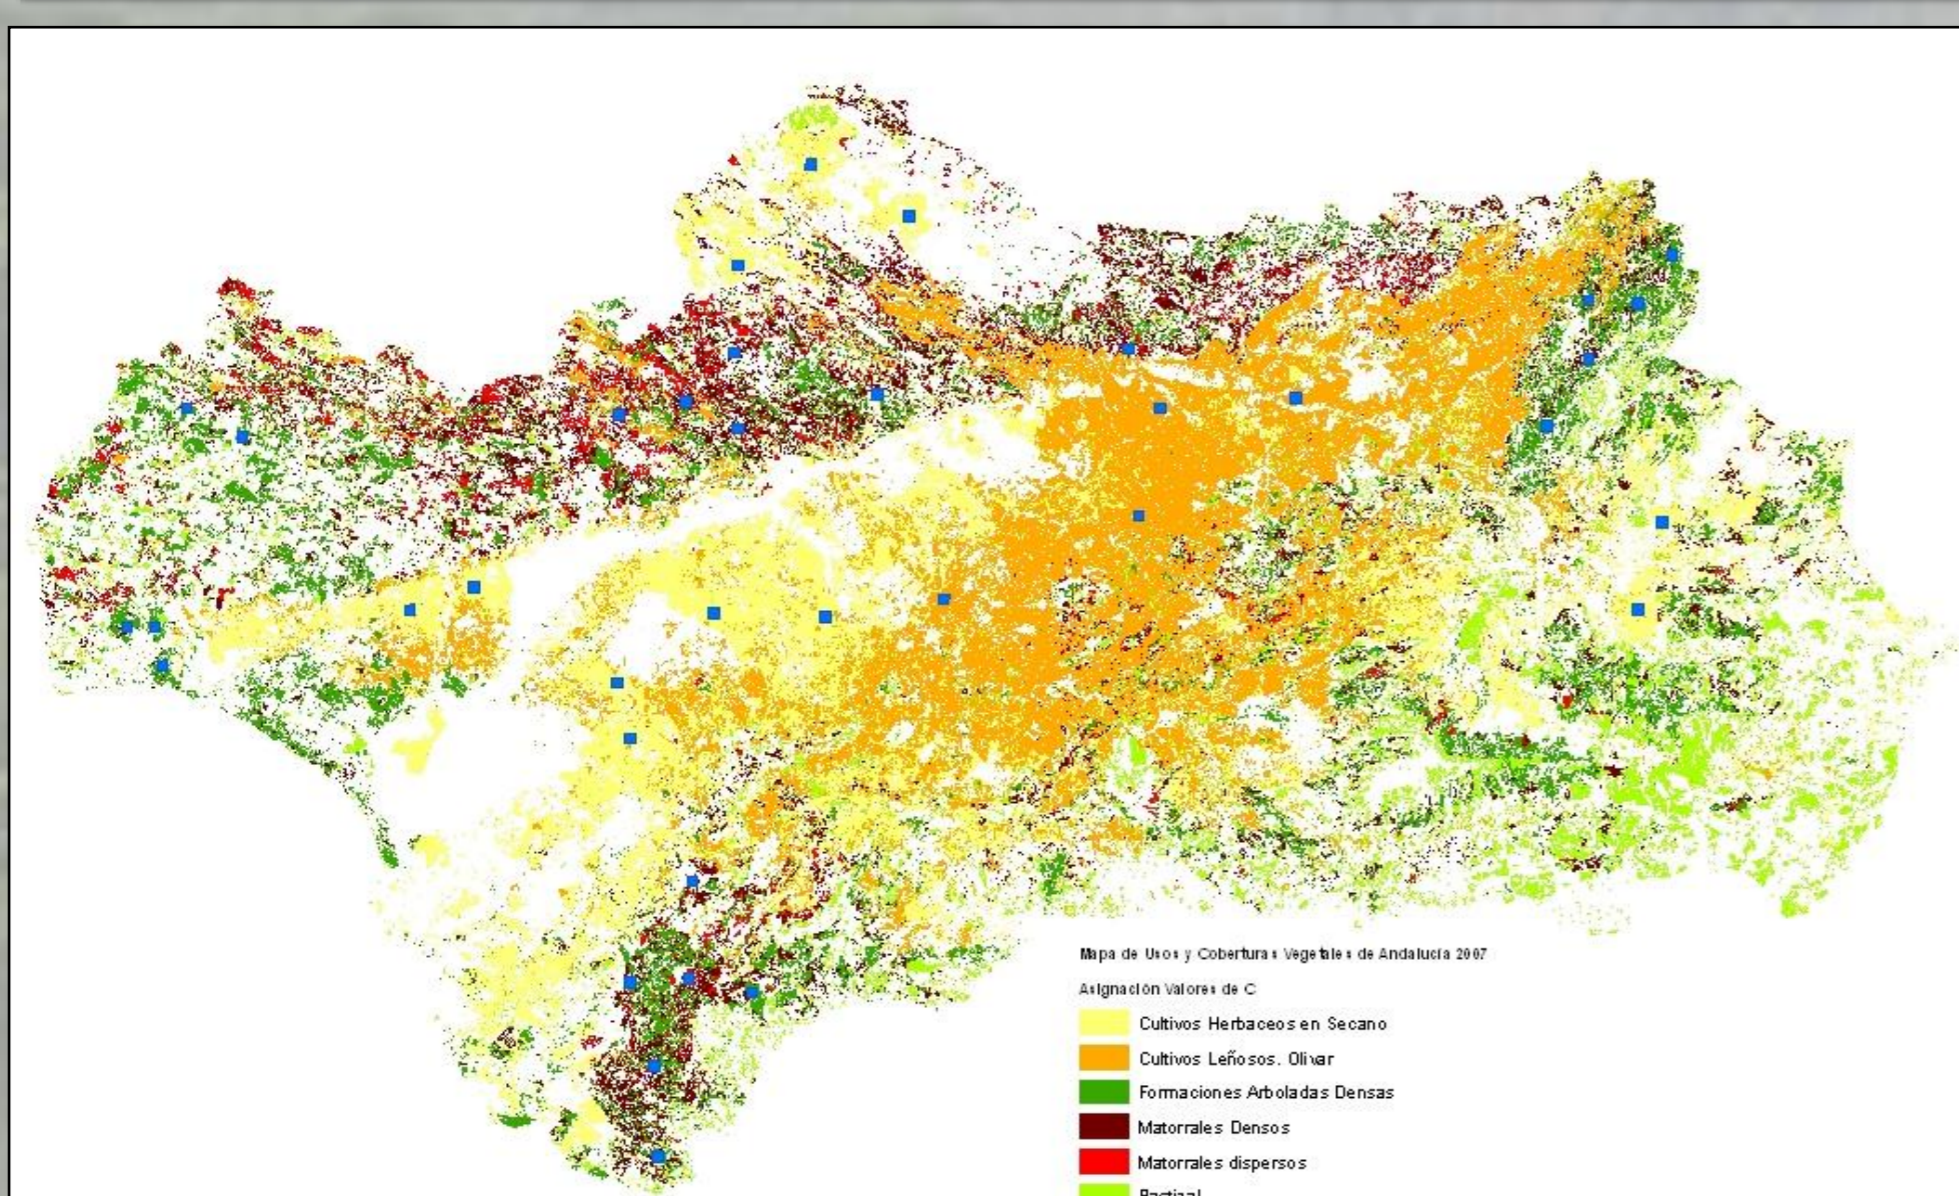 Mapa de Usos y Coberturas Vegetales de Andalucía 2007
Asignación Valores de C
Cultivos Herbaceos en Secano
Cultivos Leñosos. Olivar
Formaciones Arboladas Densas
Matorrales Densos
Matorrales dispersos
Pastizal